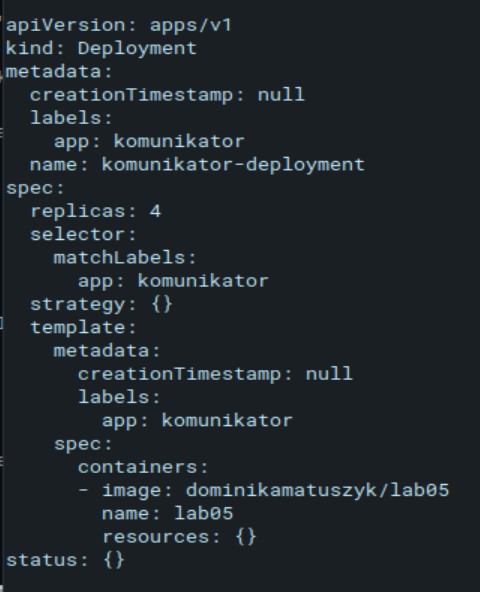 apiVersion: apps/v1
kind: Deployment
metadata:
  creationTimestamp: null
  labels:
    app: komunikator
  name: komunikator-deployment
spec:
  replicas: 4
  selector:
    matchLabels:
      app: komunikator
  strategy: {}
  template:
    metadata:
      creationTimestamp: null
      labels:
        app: komunikator
    spec:
      containers:
      - image: dominikamatuszyk/lab05
        name: lab05
        resources: {}
status: {}